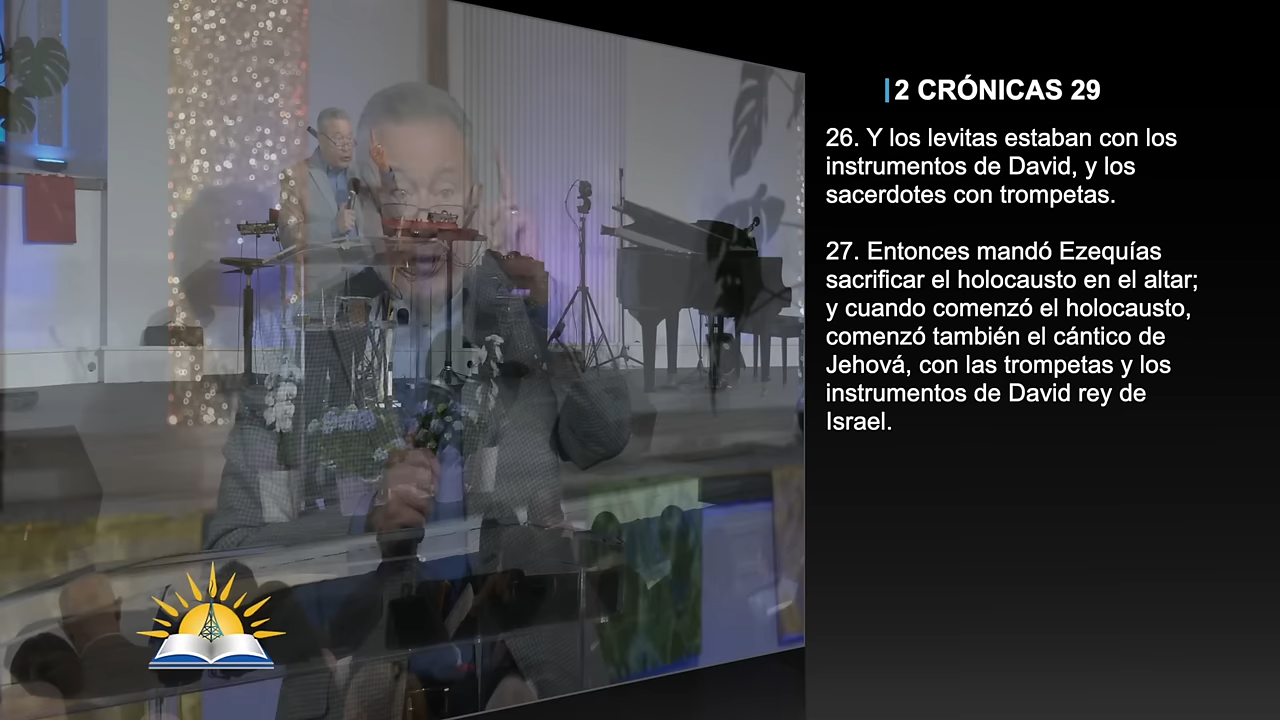 2 CRÓNICAS 29
26. Y los levitas estaban con los
instrumentos de David, y los
sacerdotes con trompetas.
27. Entonces mandó Ezequías
sacrificar el holocausto en el altar;
y cuando comenzó el holocausto,
comenzó también el cántico de
Jehová, con las trompetas y los
instrumentos de David rey de
Israel.